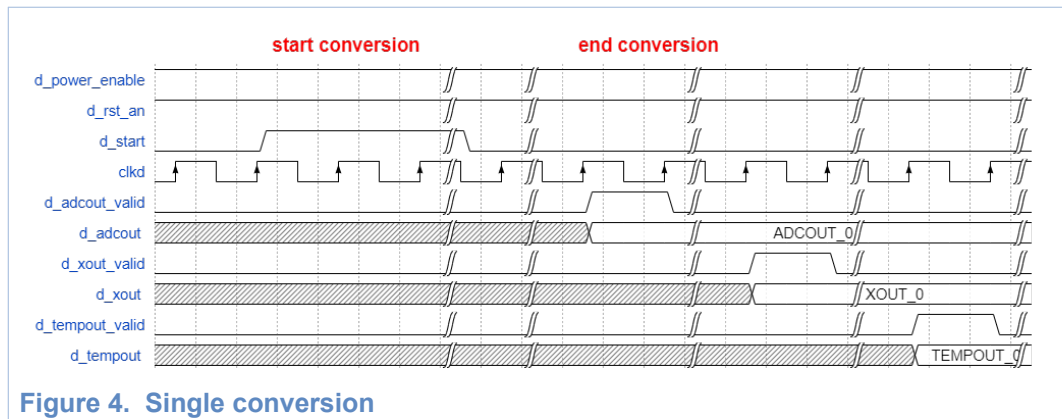 start conversion end conversion
d_power_enable
d_rst_an
d_start
clkd
d_adcout_valid
d_adcout ADCOUT_0
d_xout_valid
d_xout XOUT_0
d_tempout_valid
d_tempout TEMPOUT_0
Figure 4. Single conversion